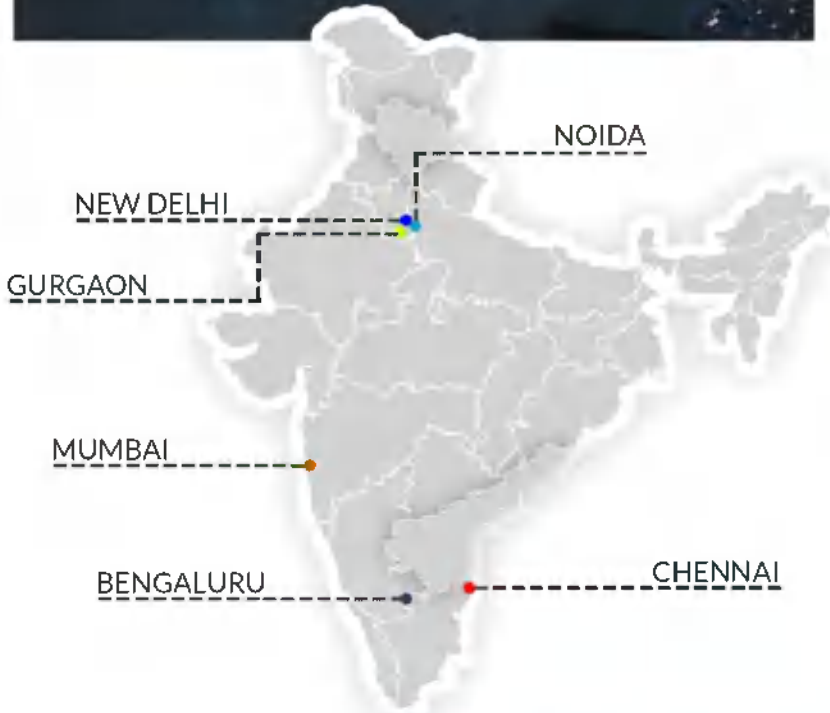 NOIDA
NEW DELHI
GURGAON
MUMBAI
BENGALURU
CHENNAI